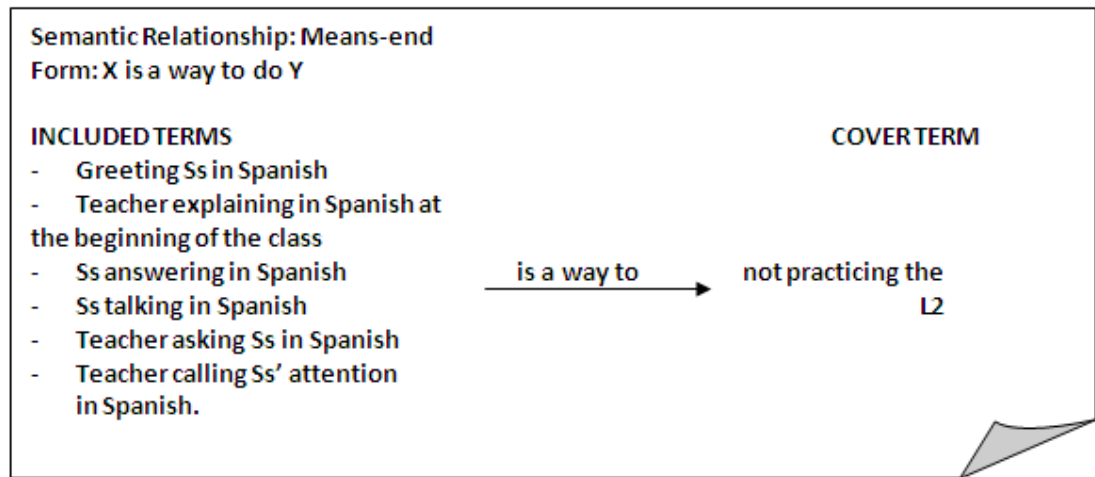 Semantic Relationship: Means-end
Form: X is a way to do Y
INCLUDED TERMS
COVER TERM
- Greeting Ss in Spanish
- Teacher explaining in Spanish at
the beginning of the class
- Ss answering in Spanish
is a way to
not practicing the
- Ss talking in Spanish
L2
- Teacher asking Ss in Spanish
- Teacher calling Ss' attention
in Spanish.